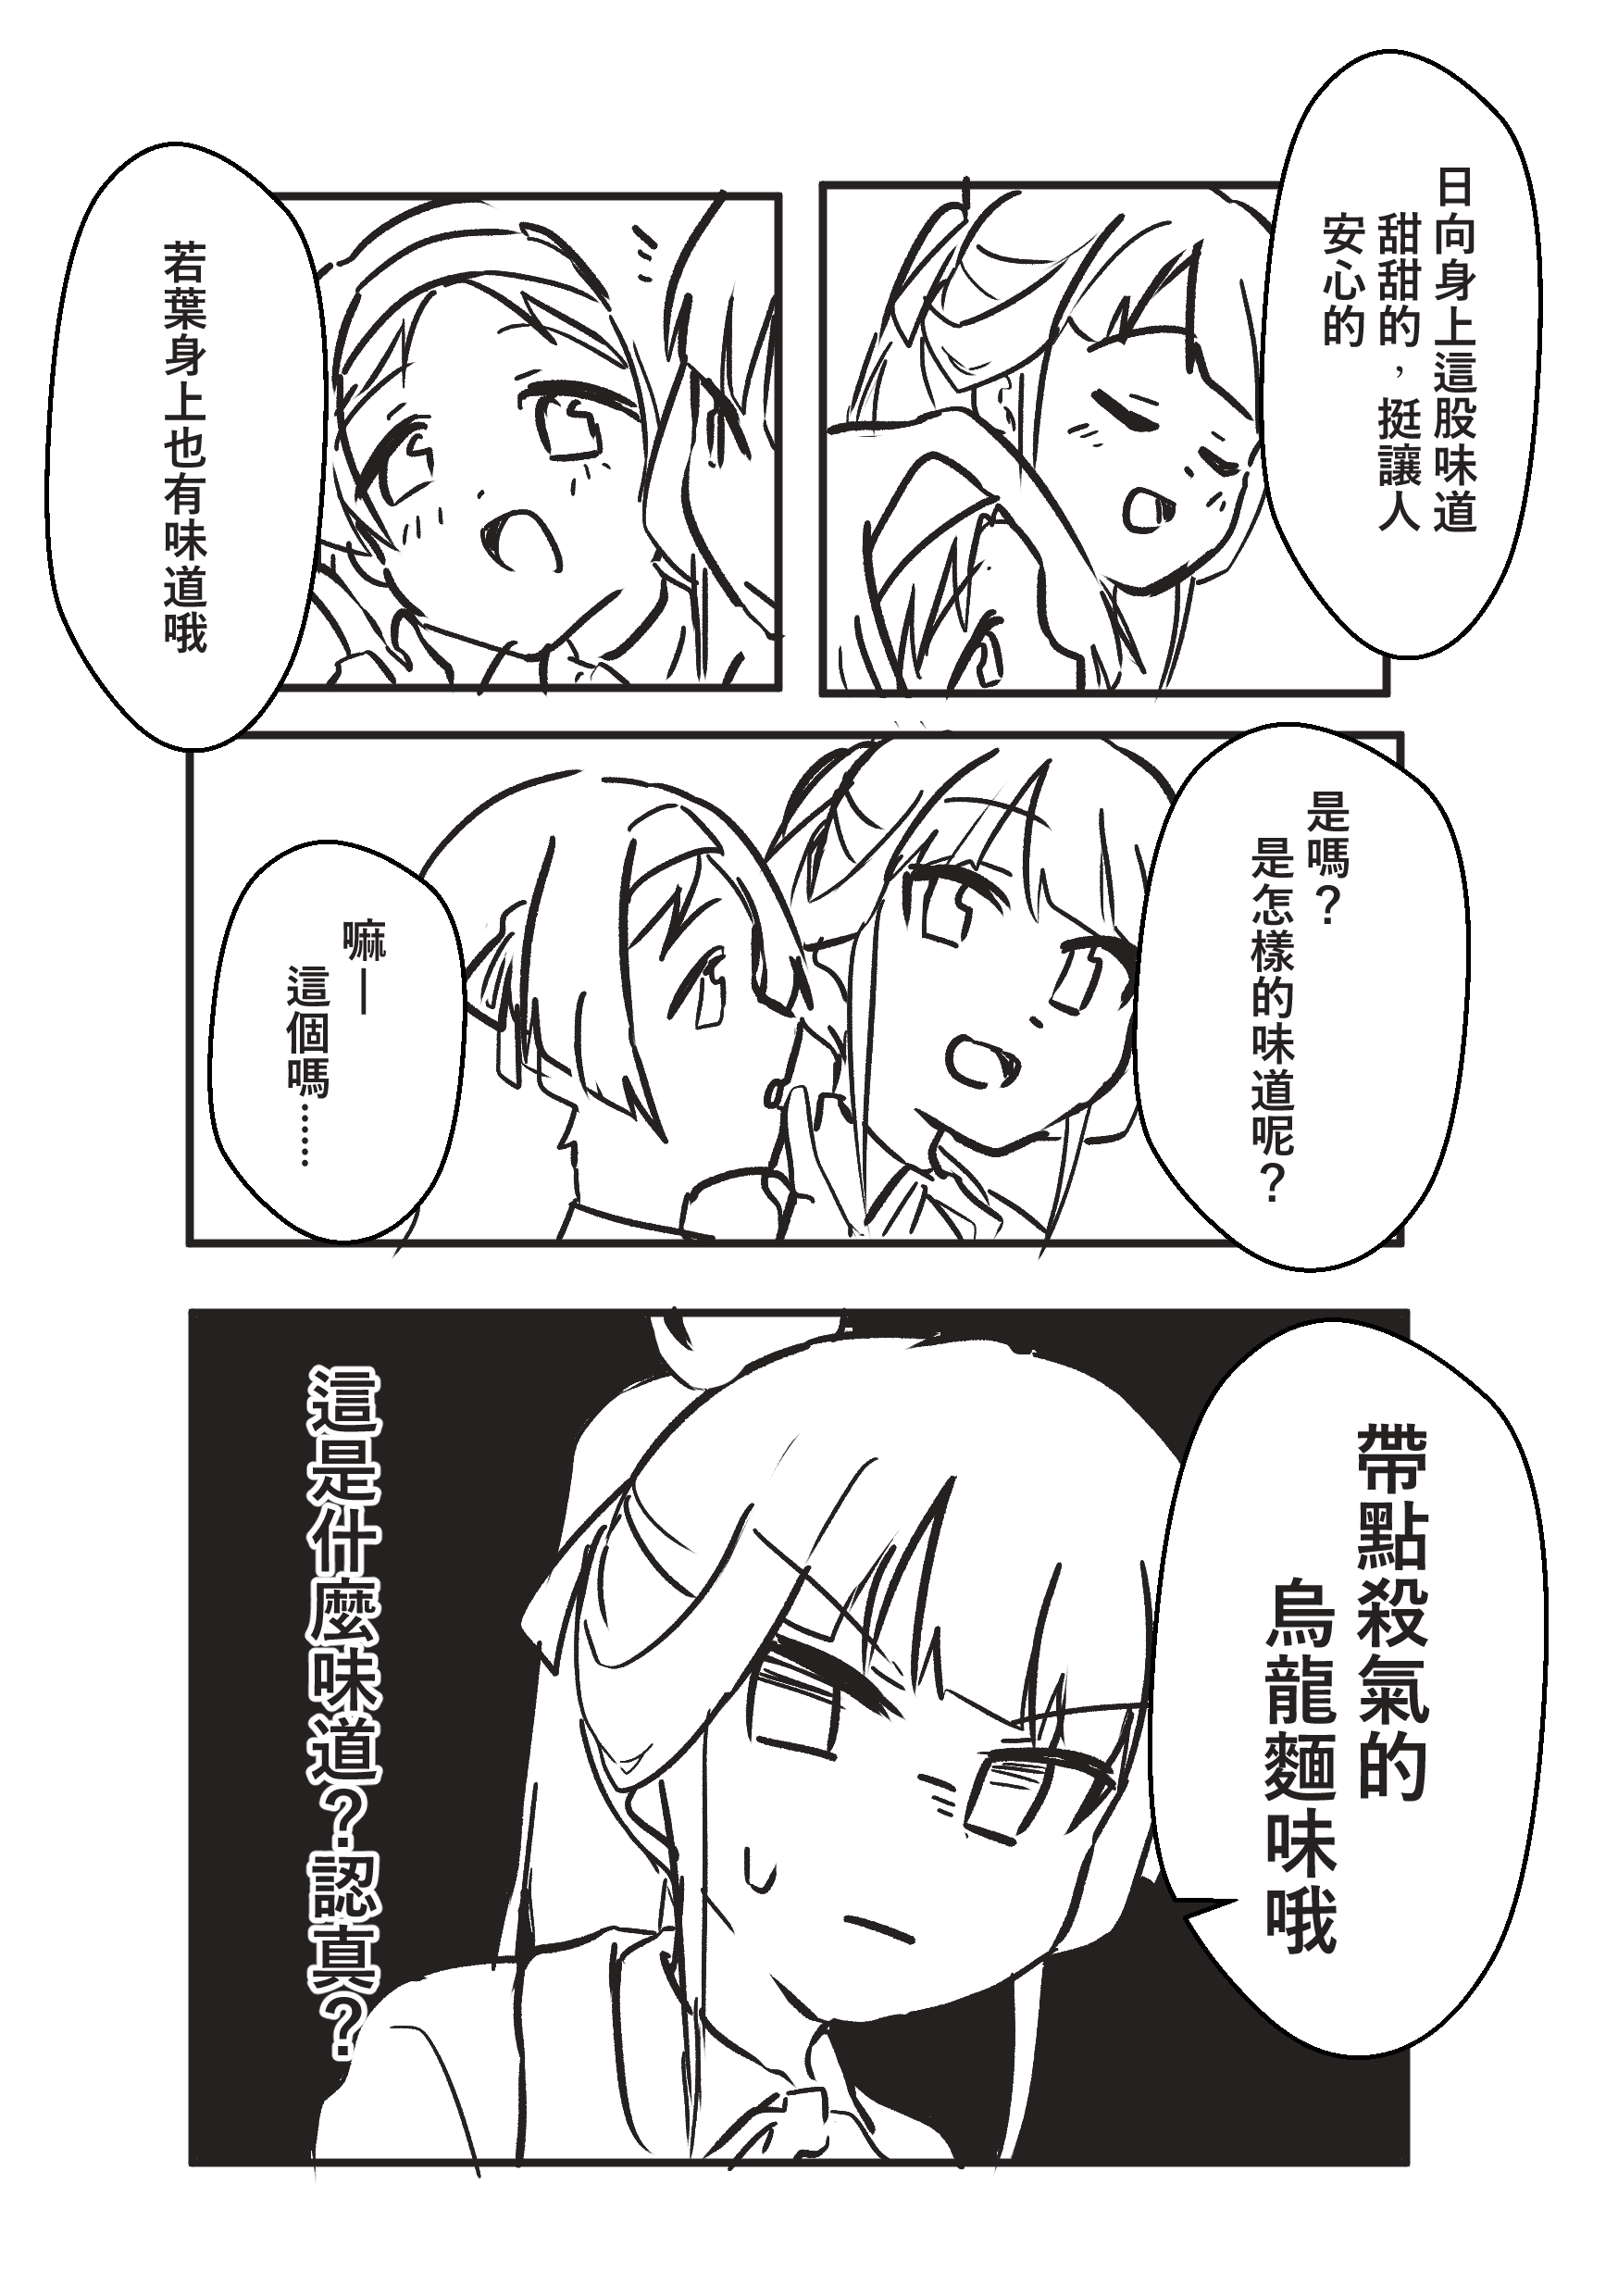 日向身上這股味道
甜甜的，挺讓人
安心的
若葉身上也有味道哦
是嗎？
是怎樣的味道呢？
嘛—
這個嗎……
帶點殺氣的
烏龍麵味哦
這是什麼味道？認真？